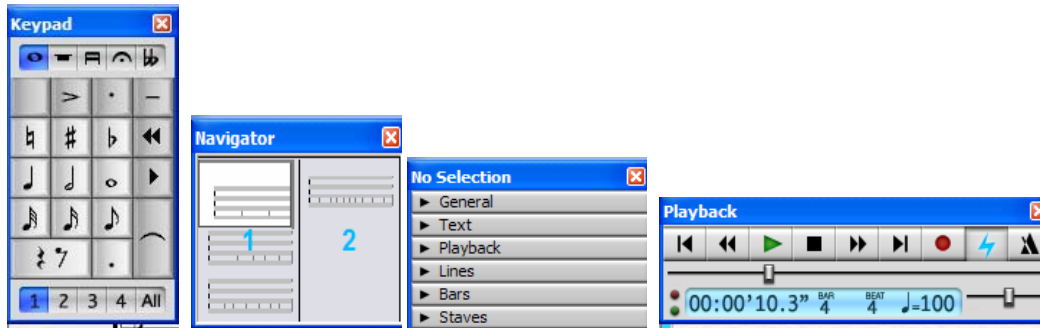 Keypad
1 2 3 4 All
Navigator
1 2
No Selection
General
Text
Playback
Lines
Bars
Staves
Playback
00:00'10.3" BAR 4 BEAT 4 =100